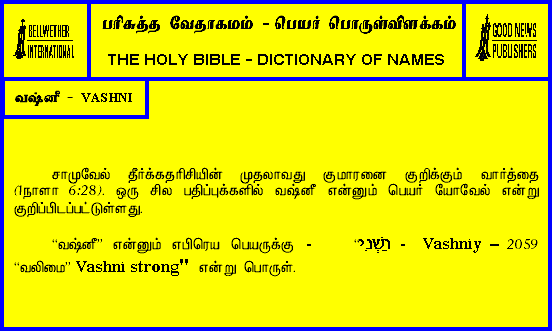 BELLWETHER
INTERNATIONAL
பரிசுத்த வேதாகமம் - பெயர் பொருள்விளக்கம்
THE HOLY BIBLE - DICTIONARY OF NAMES
GOOD NEWS
PUBLISHERS
வஷ்னீ - VASHNI
சாமுவேல் தீர்க்கதரிசியின் முதலாவது குமாரனை குறிக்கும் வார்த்தை
(1நாளா 6:28). ஒரு சில பதிப்புக்களில் வஷ்னீ என்னும் பெயர் யோவேல் என்று
குறிப்பிடப்பட்டுள்ளது.
“வஷ்னீ” என்னும் எபிரெய பெயருக்கு - ‘וַשְׁנִי - Vashniy – 2059
“வலிமை” Vashni strong" என்று பொருள்.